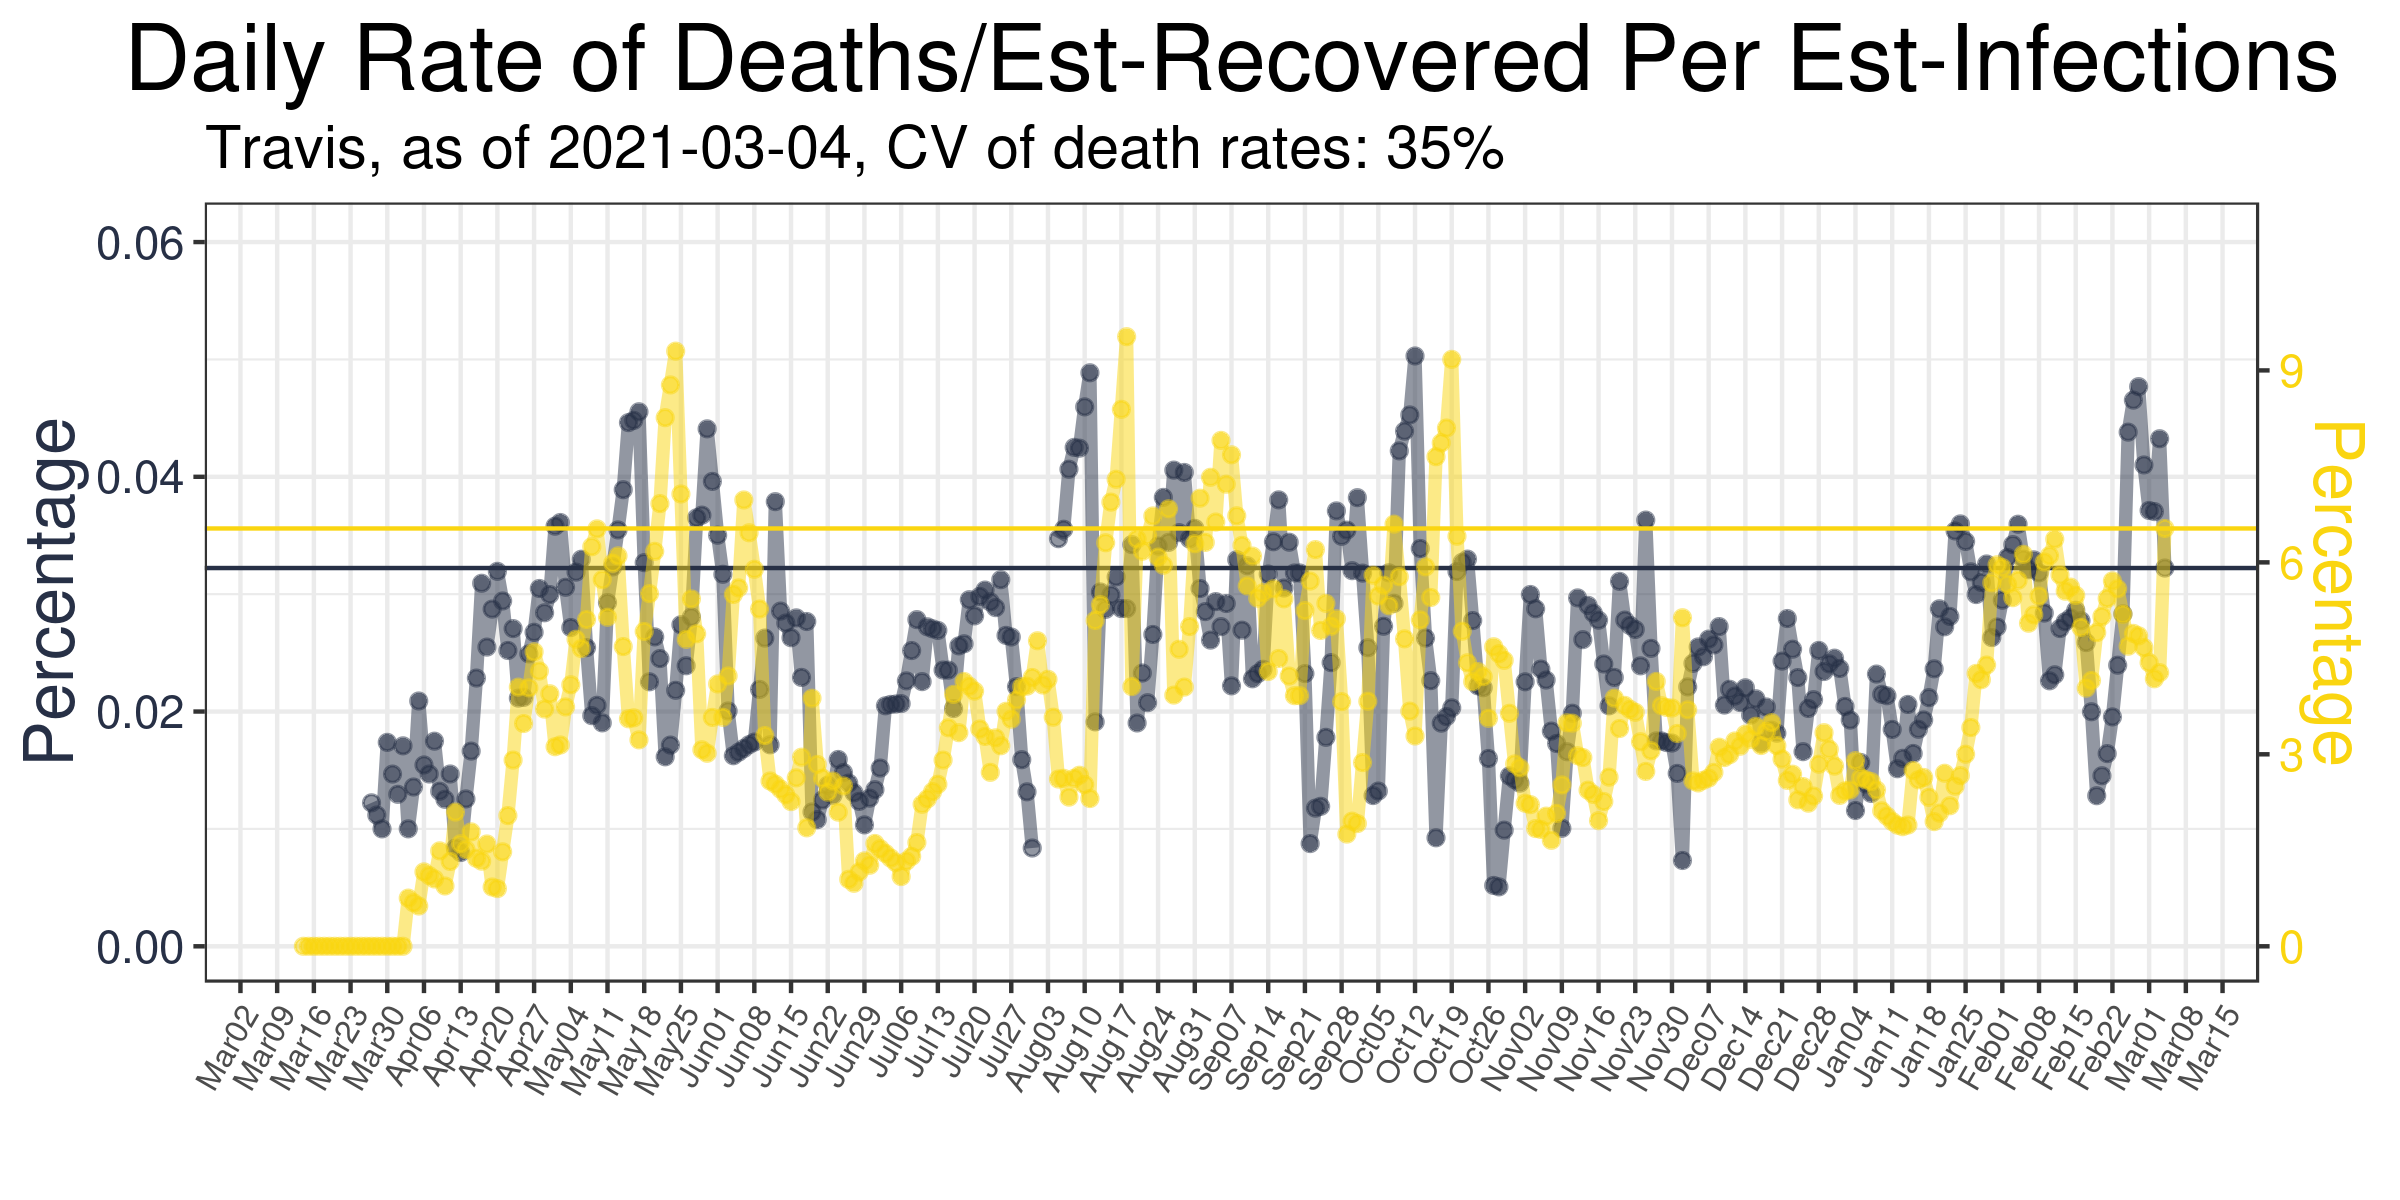 Daily Rate of Deaths/Est-Recovered Per Est-Infections
Travis, as of 2021-03-04, CV of death rates: 35%
Percentage
0.06
0.04
0.02
0.00
9
6
3
0
Percentage
Mar02
Mar09
Mar16
Mar23
Mar30
Apr06
Apr13
Apr20
Apr27
May04
May11
May18
May25
Jun01
Jun08
Jun15
Jun22
Jun29
Jul06
Jul13
Jul20
Jul27
Aug03
Aug10
Aug17
Aug24
Aug31
Sep07
Sep14
Sep21
Sep28
Oct05
Oct12
Oct19
Oct26
Nov02
Nov09
Nov16
Nov23
Nov30
Dec07
Dec14
Dec21
Dec28
Jan04
Jan11
Jan18
Jan25
Feb01
Feb08
Feb15
Feb22
Mar01
Mar08
Mar15